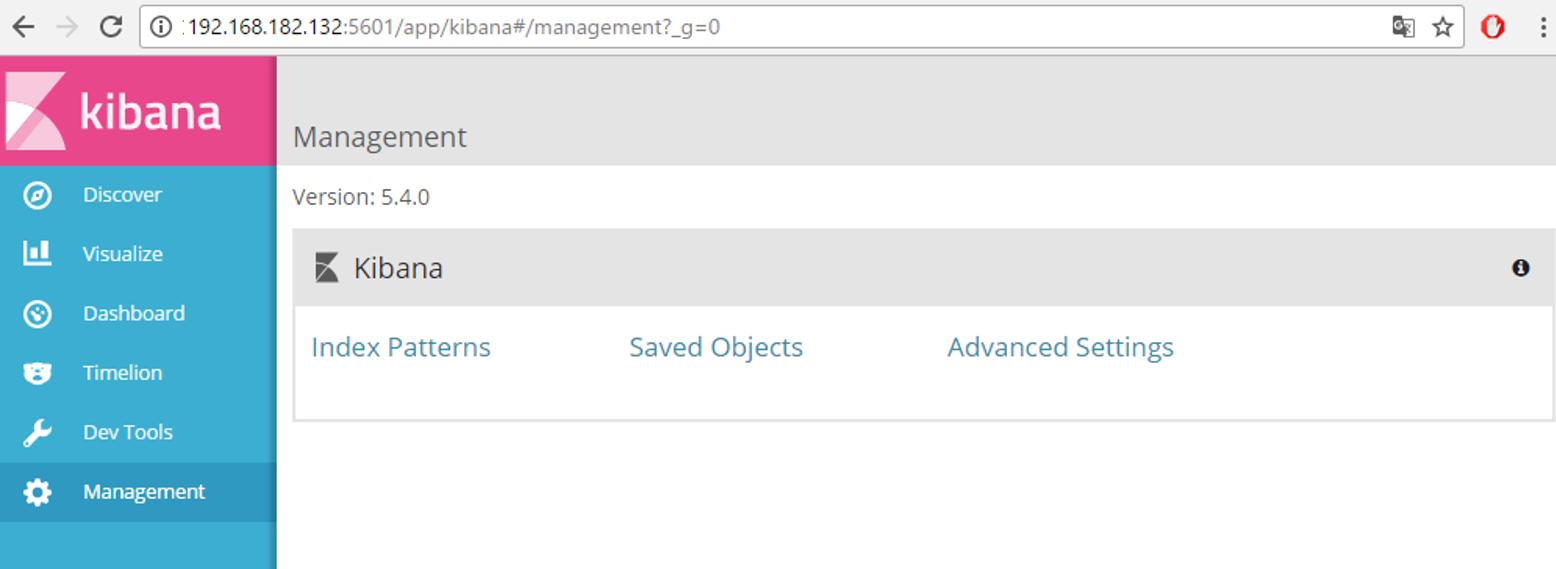 192.168.182.132:5601/app/kibana#/management?_g=0
kibana
Management
Discover
Version: 5.4.0
Visualize
Kibana
Dashboard
Index Patterns Saved Objects Advanced Settings
Timelion
Dev Tools
Management